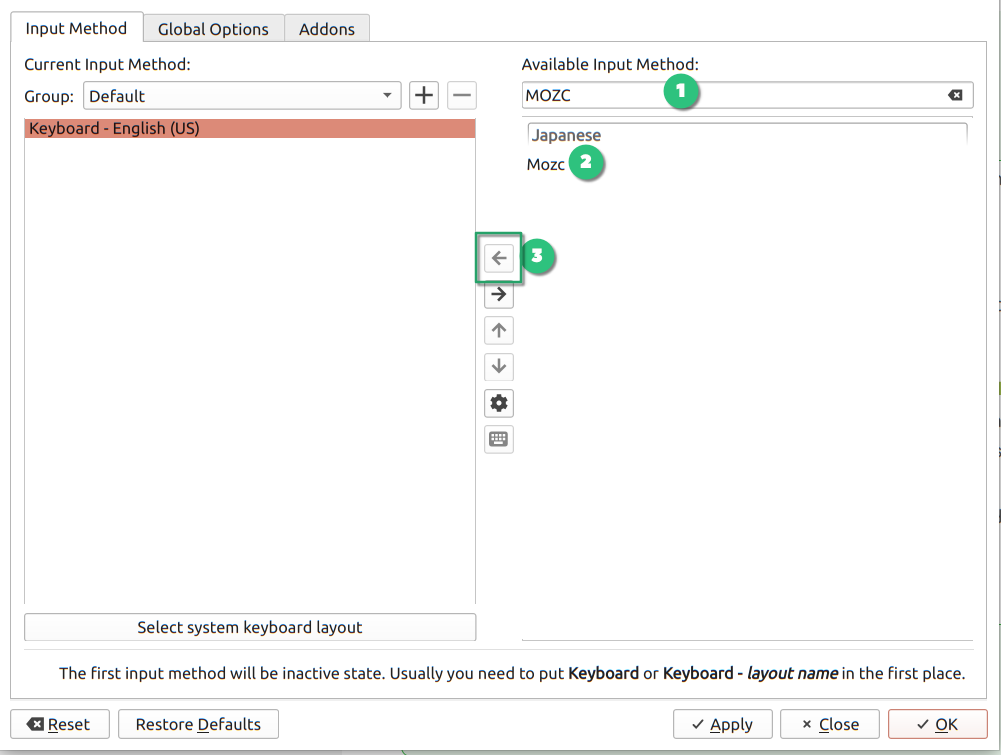 Input Method Global Options Addons
Current Input Method:
Group: Default
Keyboard - English (US)
Select system keyboard layout
Available Input Method:
MOZC 1
Japanese
Mozc 2
3
The first input method will be inactive state. Usually you need to put Keyboard or Keyboard - layout name in the first place.
Reset Restore Defaults Apply Close OK